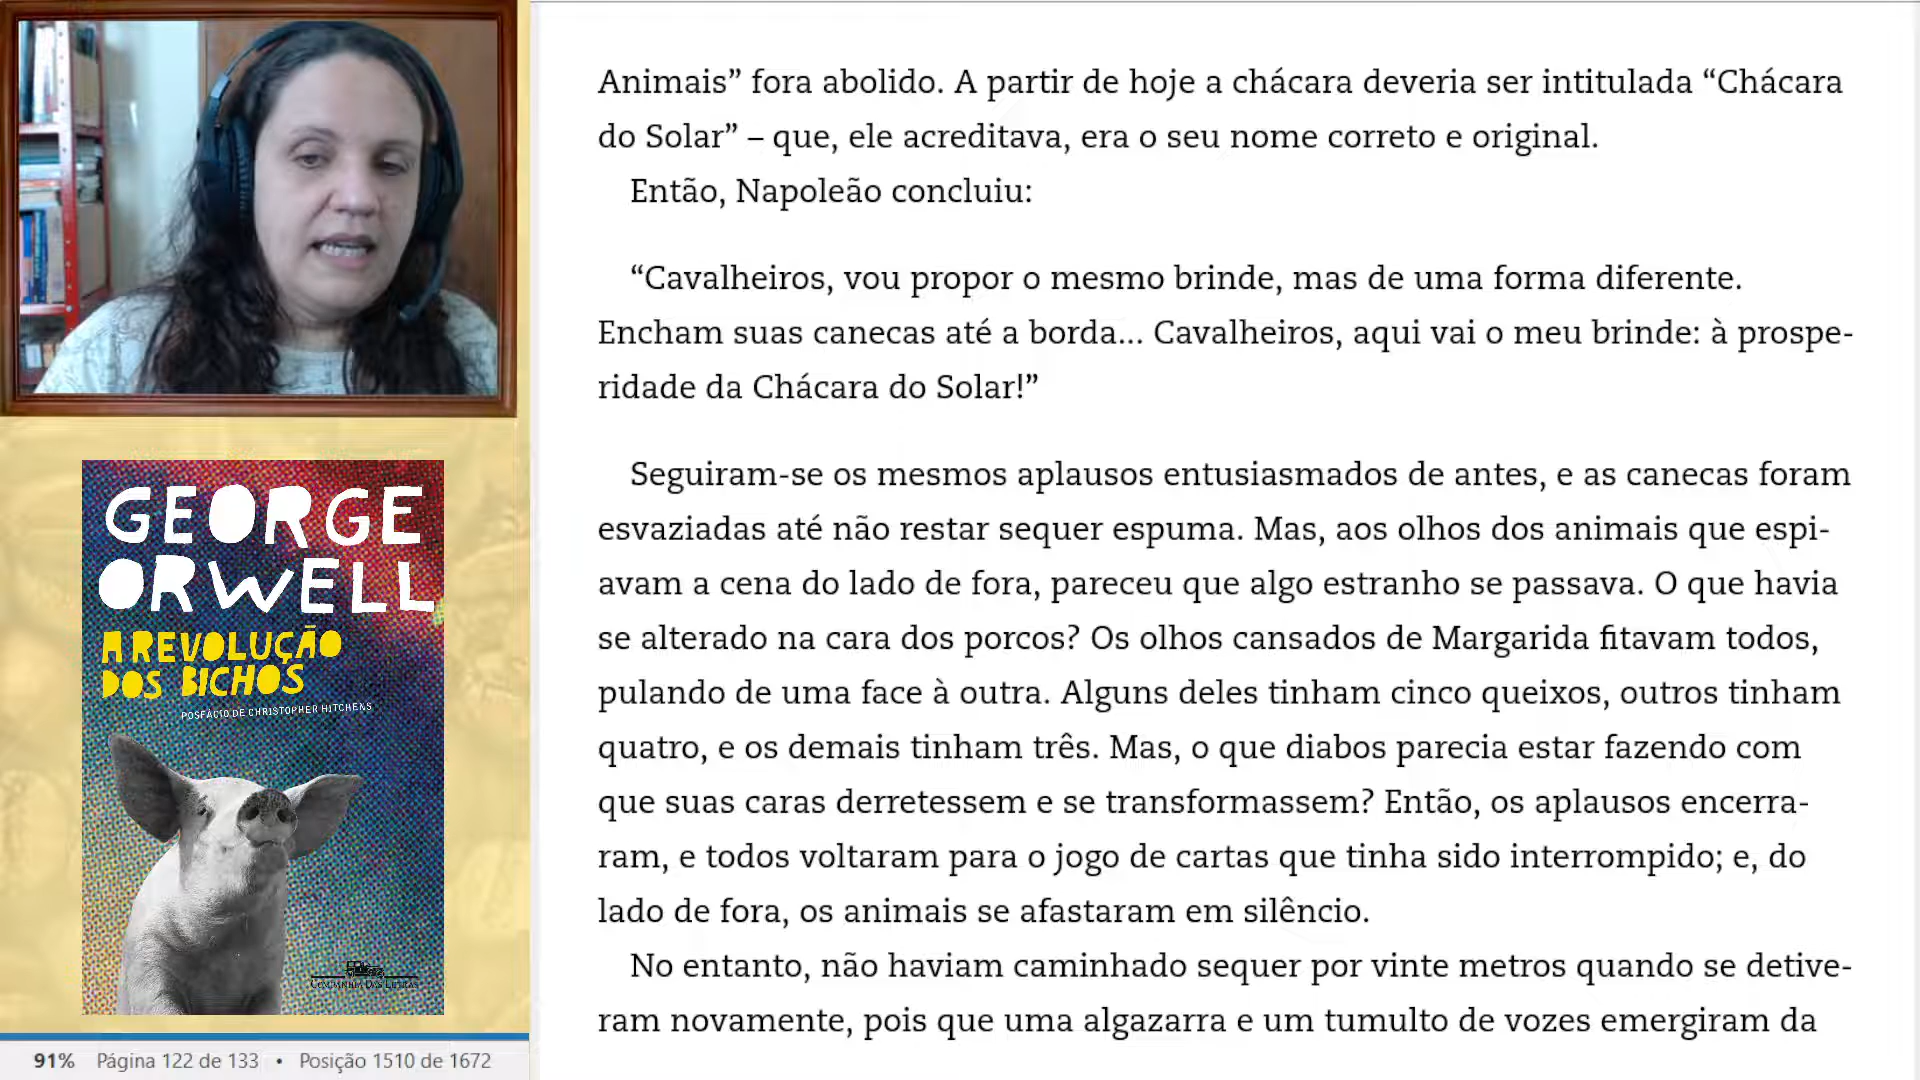 Animais” fora abolido. A partir de hoje a chácara deveria ser intitulada “Chácara
do Solar” – que, ele acreditava, era o seu nome correto e original.
Então, Napoleão concluiu:
“Cavalheiros, vou propor o mesmo brinde, mas de uma forma diferente.
Encham suas canecas até a borda... Cavalheiros, aqui vai o meu brinde: à prospe-
ridade da Chácara do Solar!”
Seguiram-se os mesmos aplausos entusiasmados de antes, e as canecas foram
esvaziadas até não restar sequer espuma. Mas, aos olhos dos animais que espi-
avam a cena do lado de fora, pareceu que algo estranho se passava. O que havia
se alterado na cara dos porcos? Os olhos cansados de Margarida fitavam todos,
pulando de uma face à outra. Alguns deles tinham cinco queixos, outros tinham
quatro, e os demais tinham três. Mas, o que diabos parecia estar fazendo com
que suas caras derretessem e se transformassem? Então, os aplausos encerra-
ram, e todos voltaram para o jogo de cartas que tinha sido interrompido; e, do
lado de fora, os animais se afastaram em silêncio.
No entanto, não haviam caminhado sequer por vinte metros quando se detive-
ram novamente, pois que uma algazarra e um tumulto de vozes emergiram da
GEORGE
ORWELL
A REVOLUÇÃO
DOS BICHOS
POSFÁCIO DE CHRISTOPHER HITCHENS
COMPANHIA DAS LETRAS
91% Página 122 de 133 • Posição 1510 de 1672